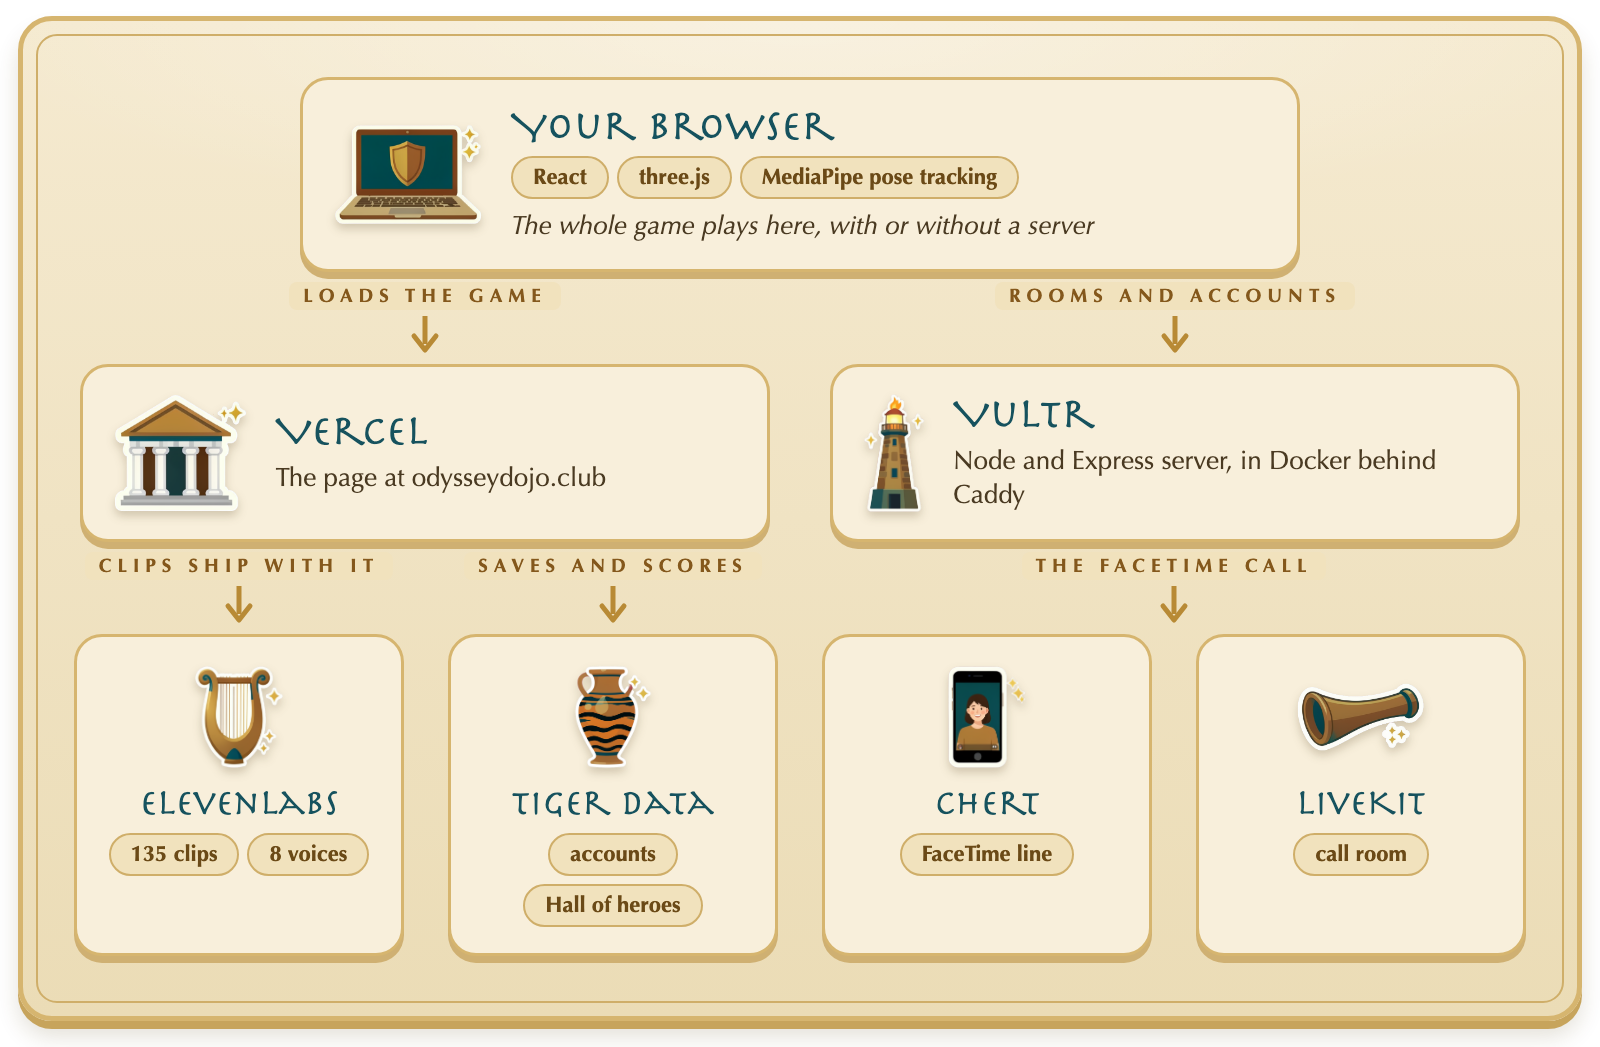 YOUR BROWSER
React three.js MediaPipe pose tracking
The whole game plays here, with or without a server
LOADS THE GAME
ROOMS AND ACCOUNTS
VERCEL
The page at odysseydojo.club
VULTR
Node and Express server, in Docker behind
Caddy
CLIPS SHIP WITH IT
SAVES AND SCORES
THE FACETIME CALL
ELEVENLABS
135 clips 8 voices
TIGER DATA
accounts
Hall of heroes
CHERT
FaceTime line
LIVEKIT
call room